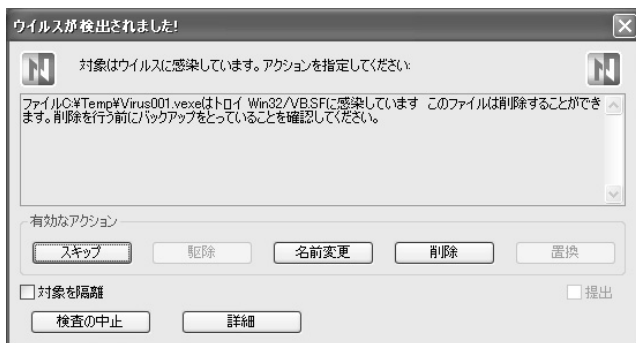 ウイルスが検出されました!
対象はウイルスに感染しています。アクションを指定してください:
ファイルC:¥Temp¥Virus001.vexeはトロイ Win32/VB.SFに感染しています このファイルは削除することができ
ます。削除を行う前にバックアップをとっていることを確認してください。
有効なアクション
スキップ 駆除 名前変更 削除 置換
対象を隔離 提出
検査の中止 詳細